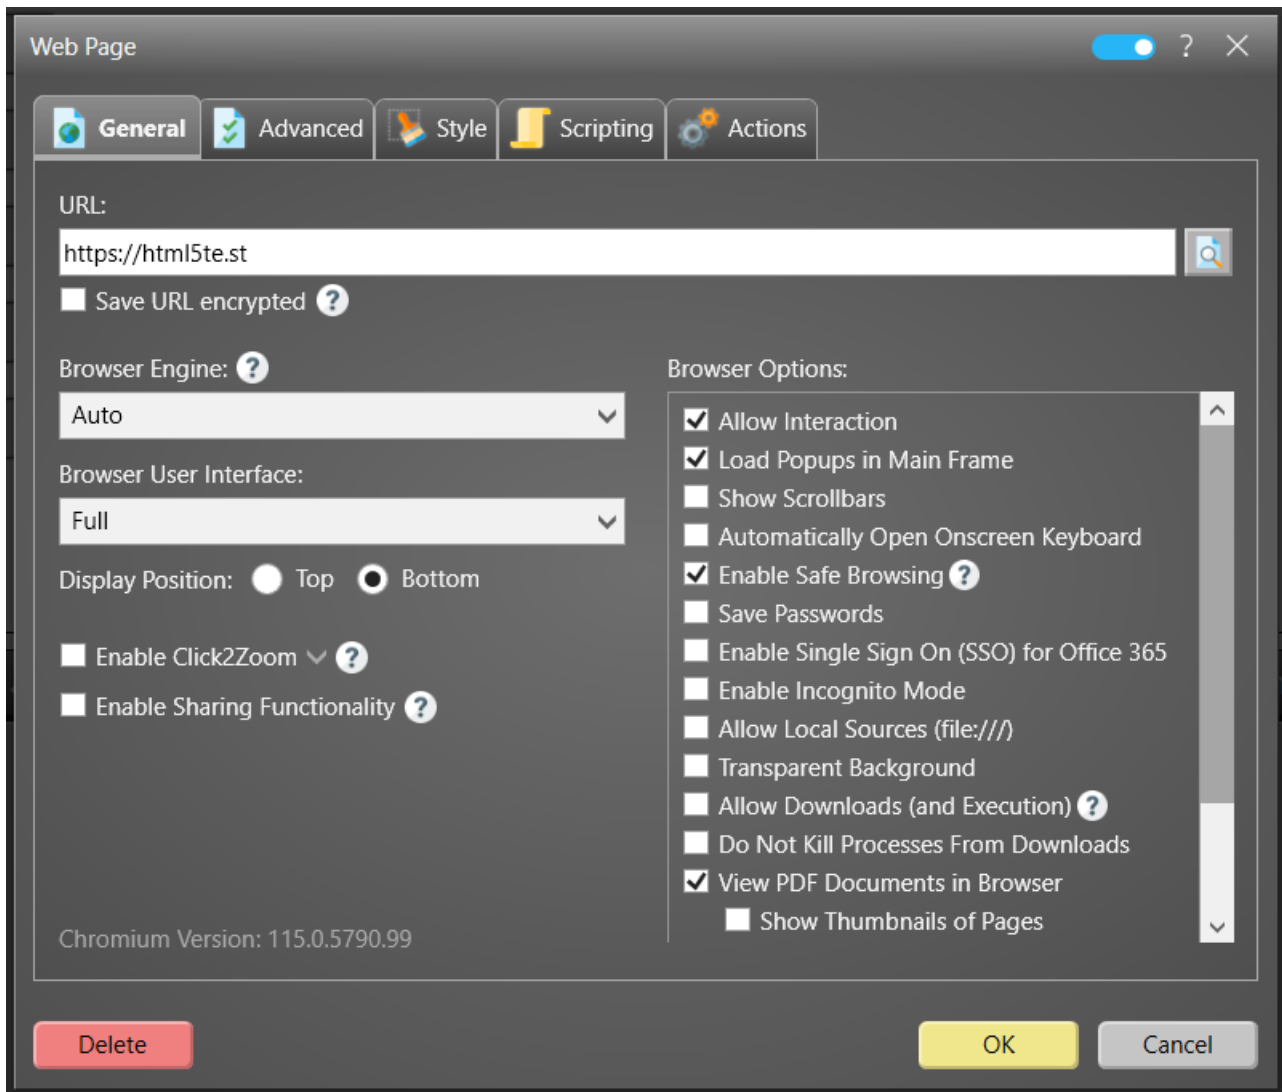 Web Page
?
General
Advanced
Style
Scripting
Actions
URL:
https://html5te.st
Save URL encrypted ?
Browser Engine: ?
Auto
Browser User Interface:
Full
Display Position: Top Bottom
Enable Click2Zoom ?
Enable Sharing Functionality ?
Chromium Version: 115.0.5790.99
Browser Options:
Allow Interaction
Load Popups in Main Frame
Show Scrollbars
Automatically Open Onscreen Keyboard
Enable Safe Browsing ?
Save Passwords
Enable Single Sign On (SSO) for Office 365
Enable Incognito Mode
Allow Local Sources (file:///)
Transparent Background
Allow Downloads (and Execution) ?
Do Not Kill Processes From Downloads
View PDF Documents in Browser
Show Thumbnails of Pages
Delete
OK
Cancel